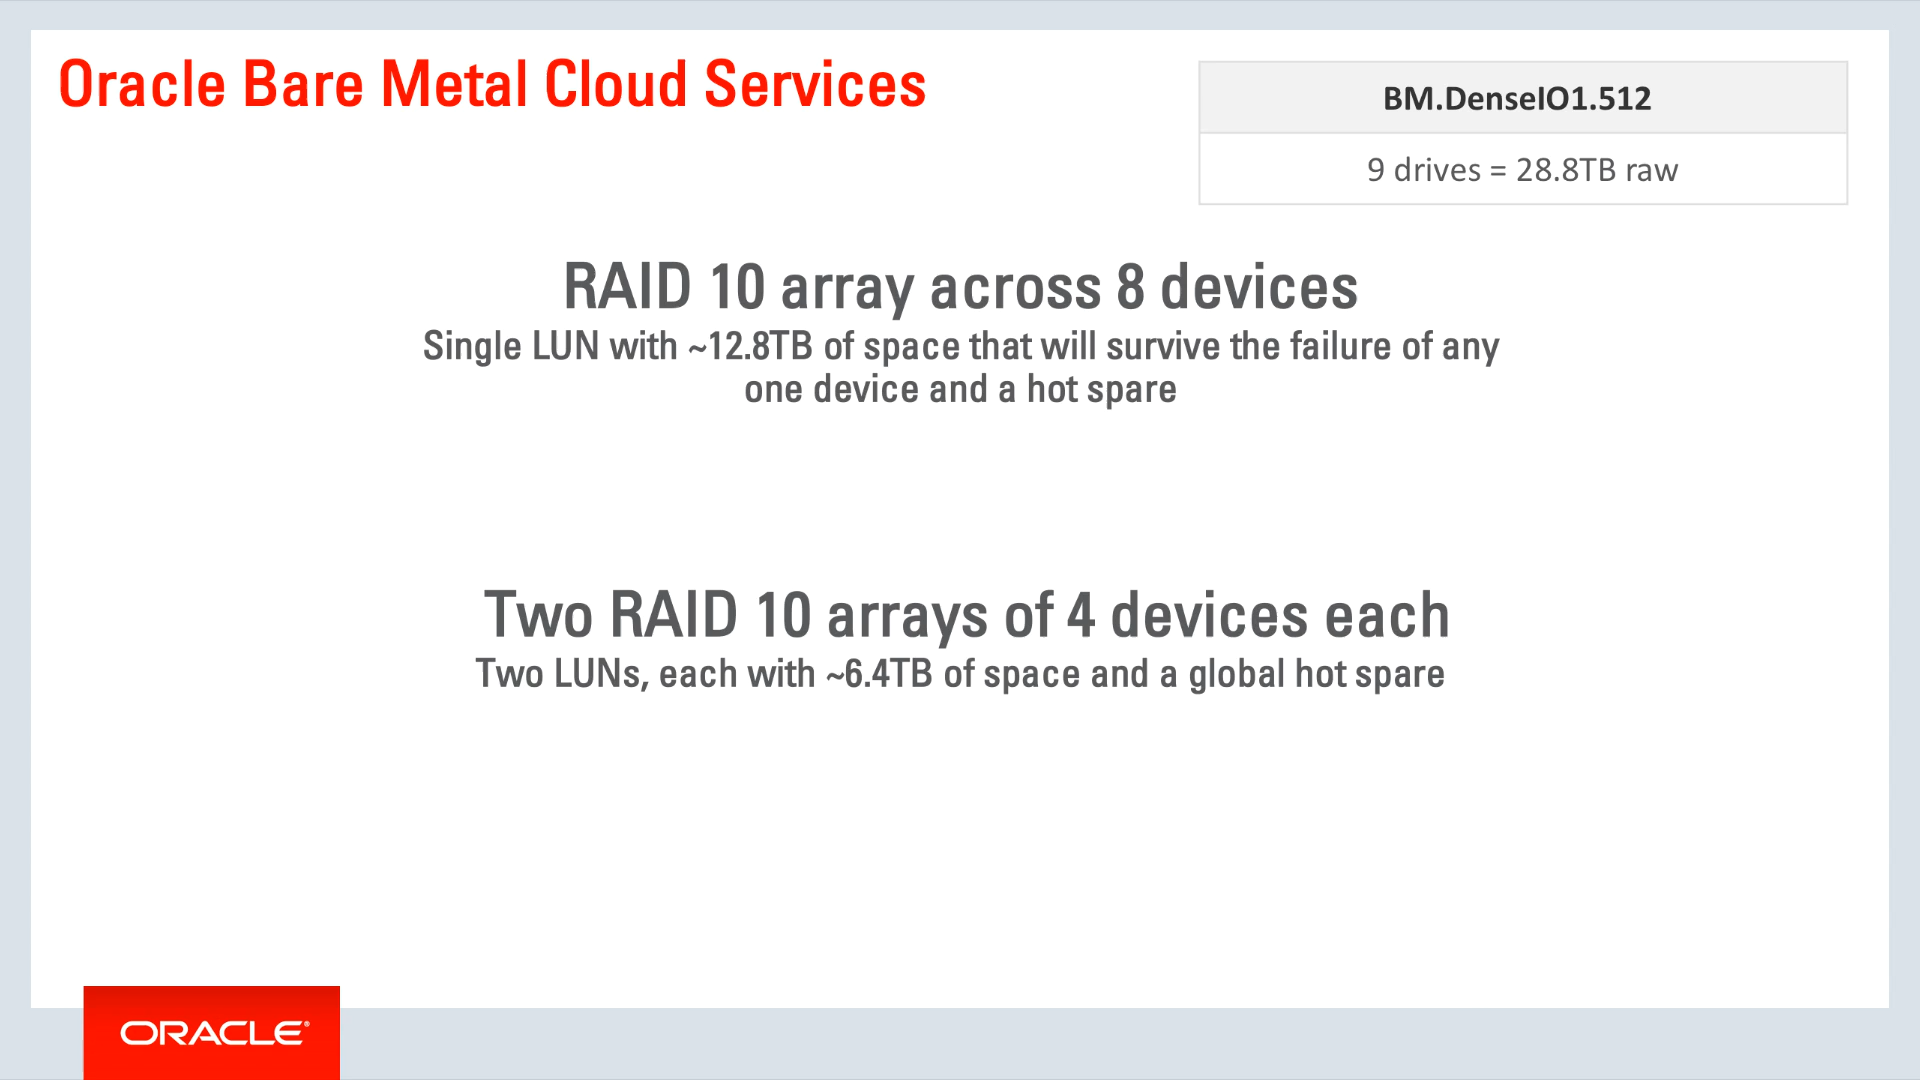 Oracle Bare Metal Cloud Services
BM.DenseIO1.512
9 drives = 28.8TB raw
RAID 10 array across 8 devices
Single LUN with ~12.8TB of space that will survive the failure of any
one device and a hot spare
Two RAID 10 arrays of 4 devices each
Two LUNs, each with ~6.4TB of space and a global hot spare
ORACLE®